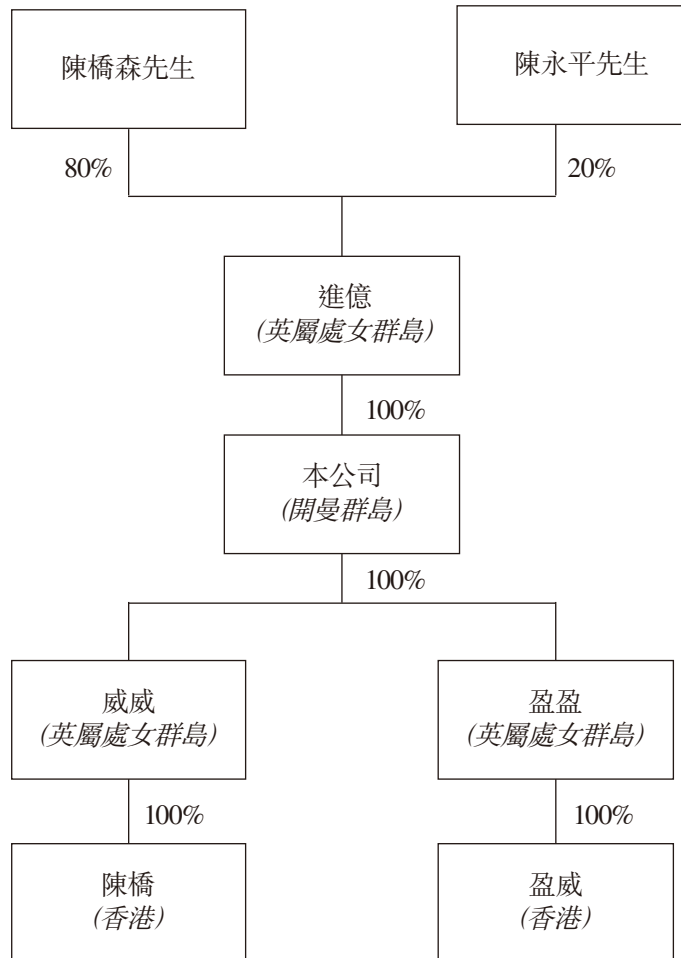 陳橋森先生
陳永平先生
80%
20%
進億
(英屬處女群島)
100%
本公司
(開曼群島)
100%
威威
(英屬處女群島)
盈盈
(英屬處女群島)
100%
100%
陳橋
(香港)
盈威
(香港)